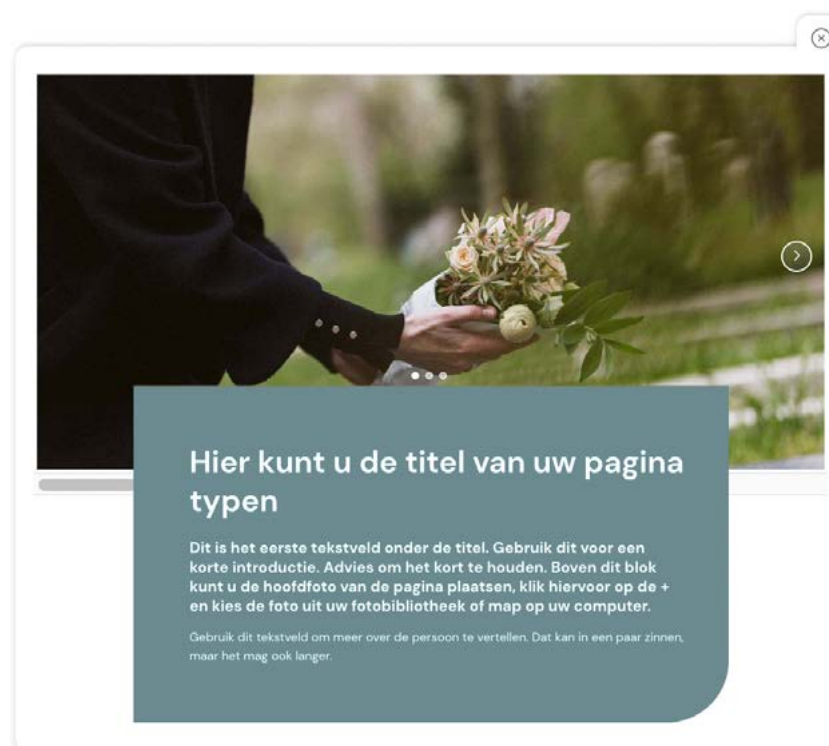 Hier kunt u de titel van uw pagina
typen
Dit is het eerste tekstveld onder de titel. Gebruik dit voor een
korte introductie. Advies om het kort te houden. Boven dit blok
kunt u de hoofdfoto van de pagina plaatsen, klik hiervoor op de +
en kies de foto uit uw fotobibliotheek of map op uw computer.
Gebruik dit tekstveld om meer over de persoon te vertellen. Dat kan in een paar zinnen,
maar het mag ook langer.